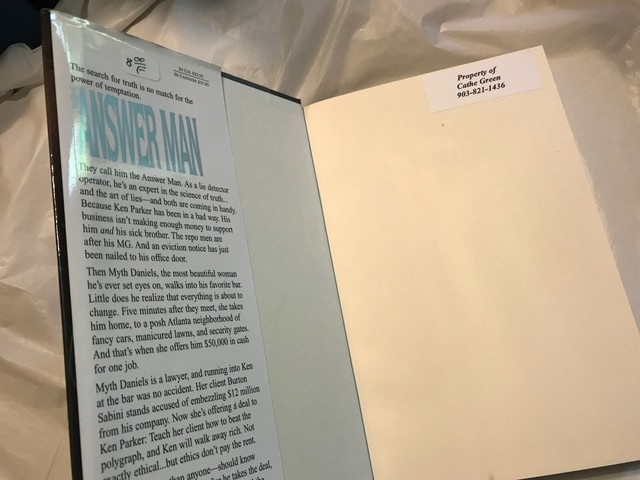 8 00
The search for truth is no match for the
power of temptation.
ANSWER MAN
They call him the Answer Man. As a lie detector
operator, he's an expert in the science of truth...
and the art of lies—and both are coming in handy.
Because Ken Parker has been in a bad way. His
business isn't making enough money to support
him and his sick brother. The repo men are
after his MG. And an eviction notice has just
been nailed to his office door.
Then Myth Daniels, the most beautiful woman
he's ever set eyes on, walks into his favorite bar.
Little does he realize that everything is about to
change. Five minutes after they meet, she takes
him home, to a posh Atlanta neighborhood of
fancy cars, manicured lawns, and security gates.
And that's when she offers him $50,000 in cash
for one job.
Myth Daniels is a lawyer, and running into Ken
at the bar was no accident. Her client Burton
Sabini stands accused of embezzling $12 million
from his company. Now she's offering a deal to
Ken Parker: Teach her client how to beat the
polygraph, and Ken will walk away rich. Not
exactly ethical...but ethics don't pay the rent.
than anyone—should know
he takes the deal,
Property of
Cathe Green
903-821-1436